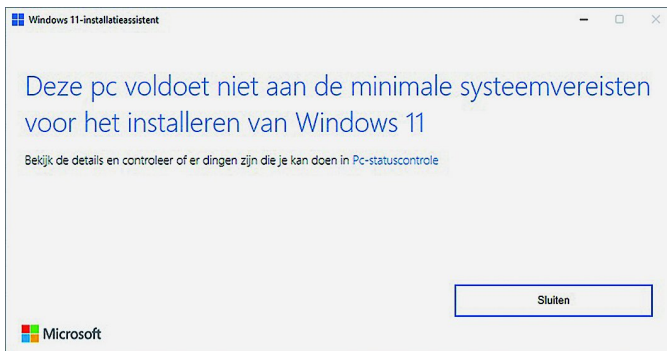 Windows 11-installatieassistent
Deze pc voldoet niet aan de minimale systeemvereisten
voor het installeren van Windows 11
Bekijk de details en controleer of er dingen zijn die je kan doen in Pc-statuscontrole
Sluiten
Microsoft